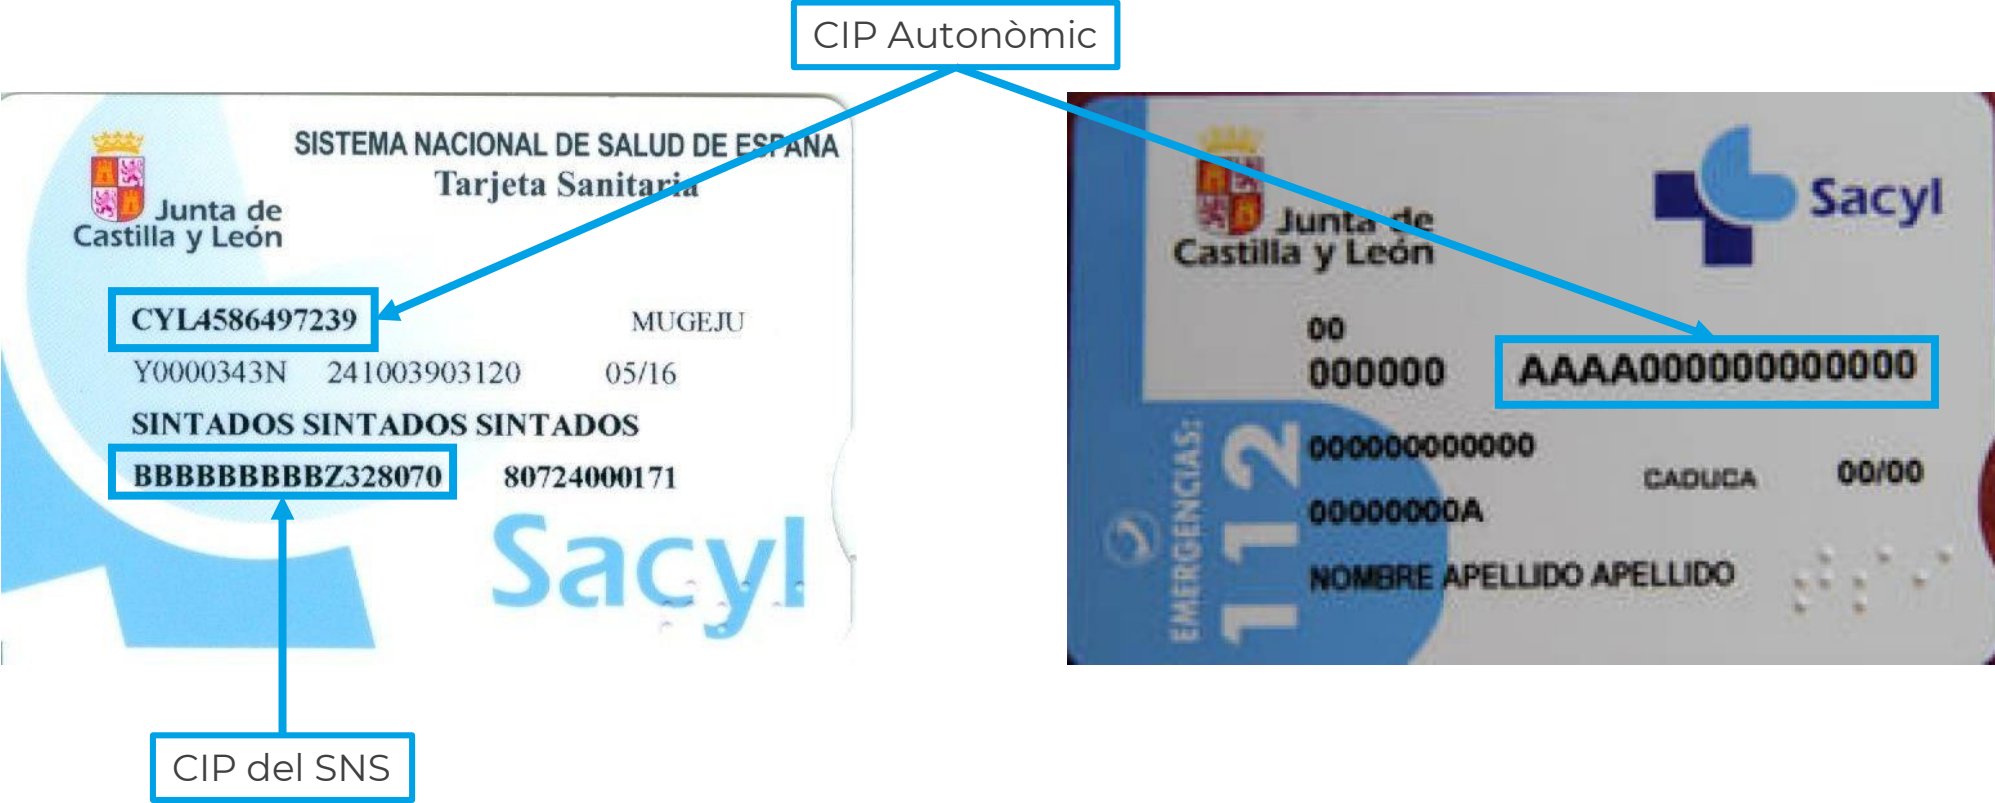 CIP Autonòmic
SISTEMA NACIONAL DE SALUD DE ESPAÑA
Tarjeta Sanitaria
Junta de
Castilla y León
CYL4586497239 MUGEJU
Y0000343N 241003903120 05/16
SINTADOS SINTADOS SINTADOS
BBBBBBBBBZ328070 80724000171
Sacyl
CIP del SNS
Junta de
Castilla y León
Sacyl
00
000000 AAAA000000000000
000000000000
CADUCA 00/00
00000000A
NOMBRE APELLIDO APELLIDO
EMERGENCIAS:
112